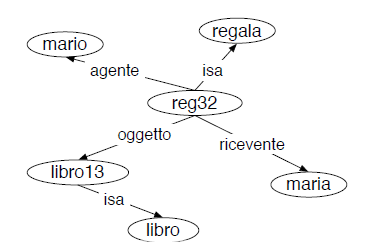 regala
mario
agente
isa
reg32
oggetto
ricevente
libro13
maria
isa
libro